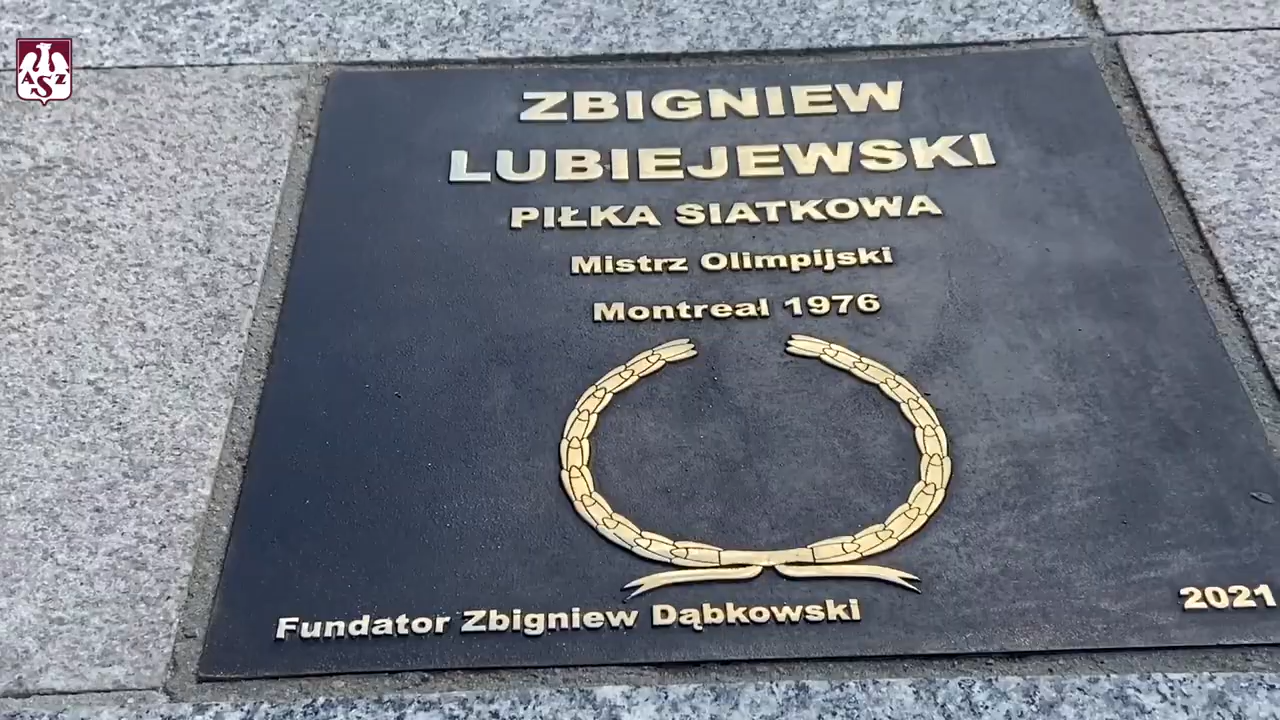 AZS
ZBIGNIEW
LUBIEJEWSKI
PIŁKA SIATKOWA
Mistrz Olimpijski
Montreal 1976
Fundator Zbigniew Dąbkowski
2021